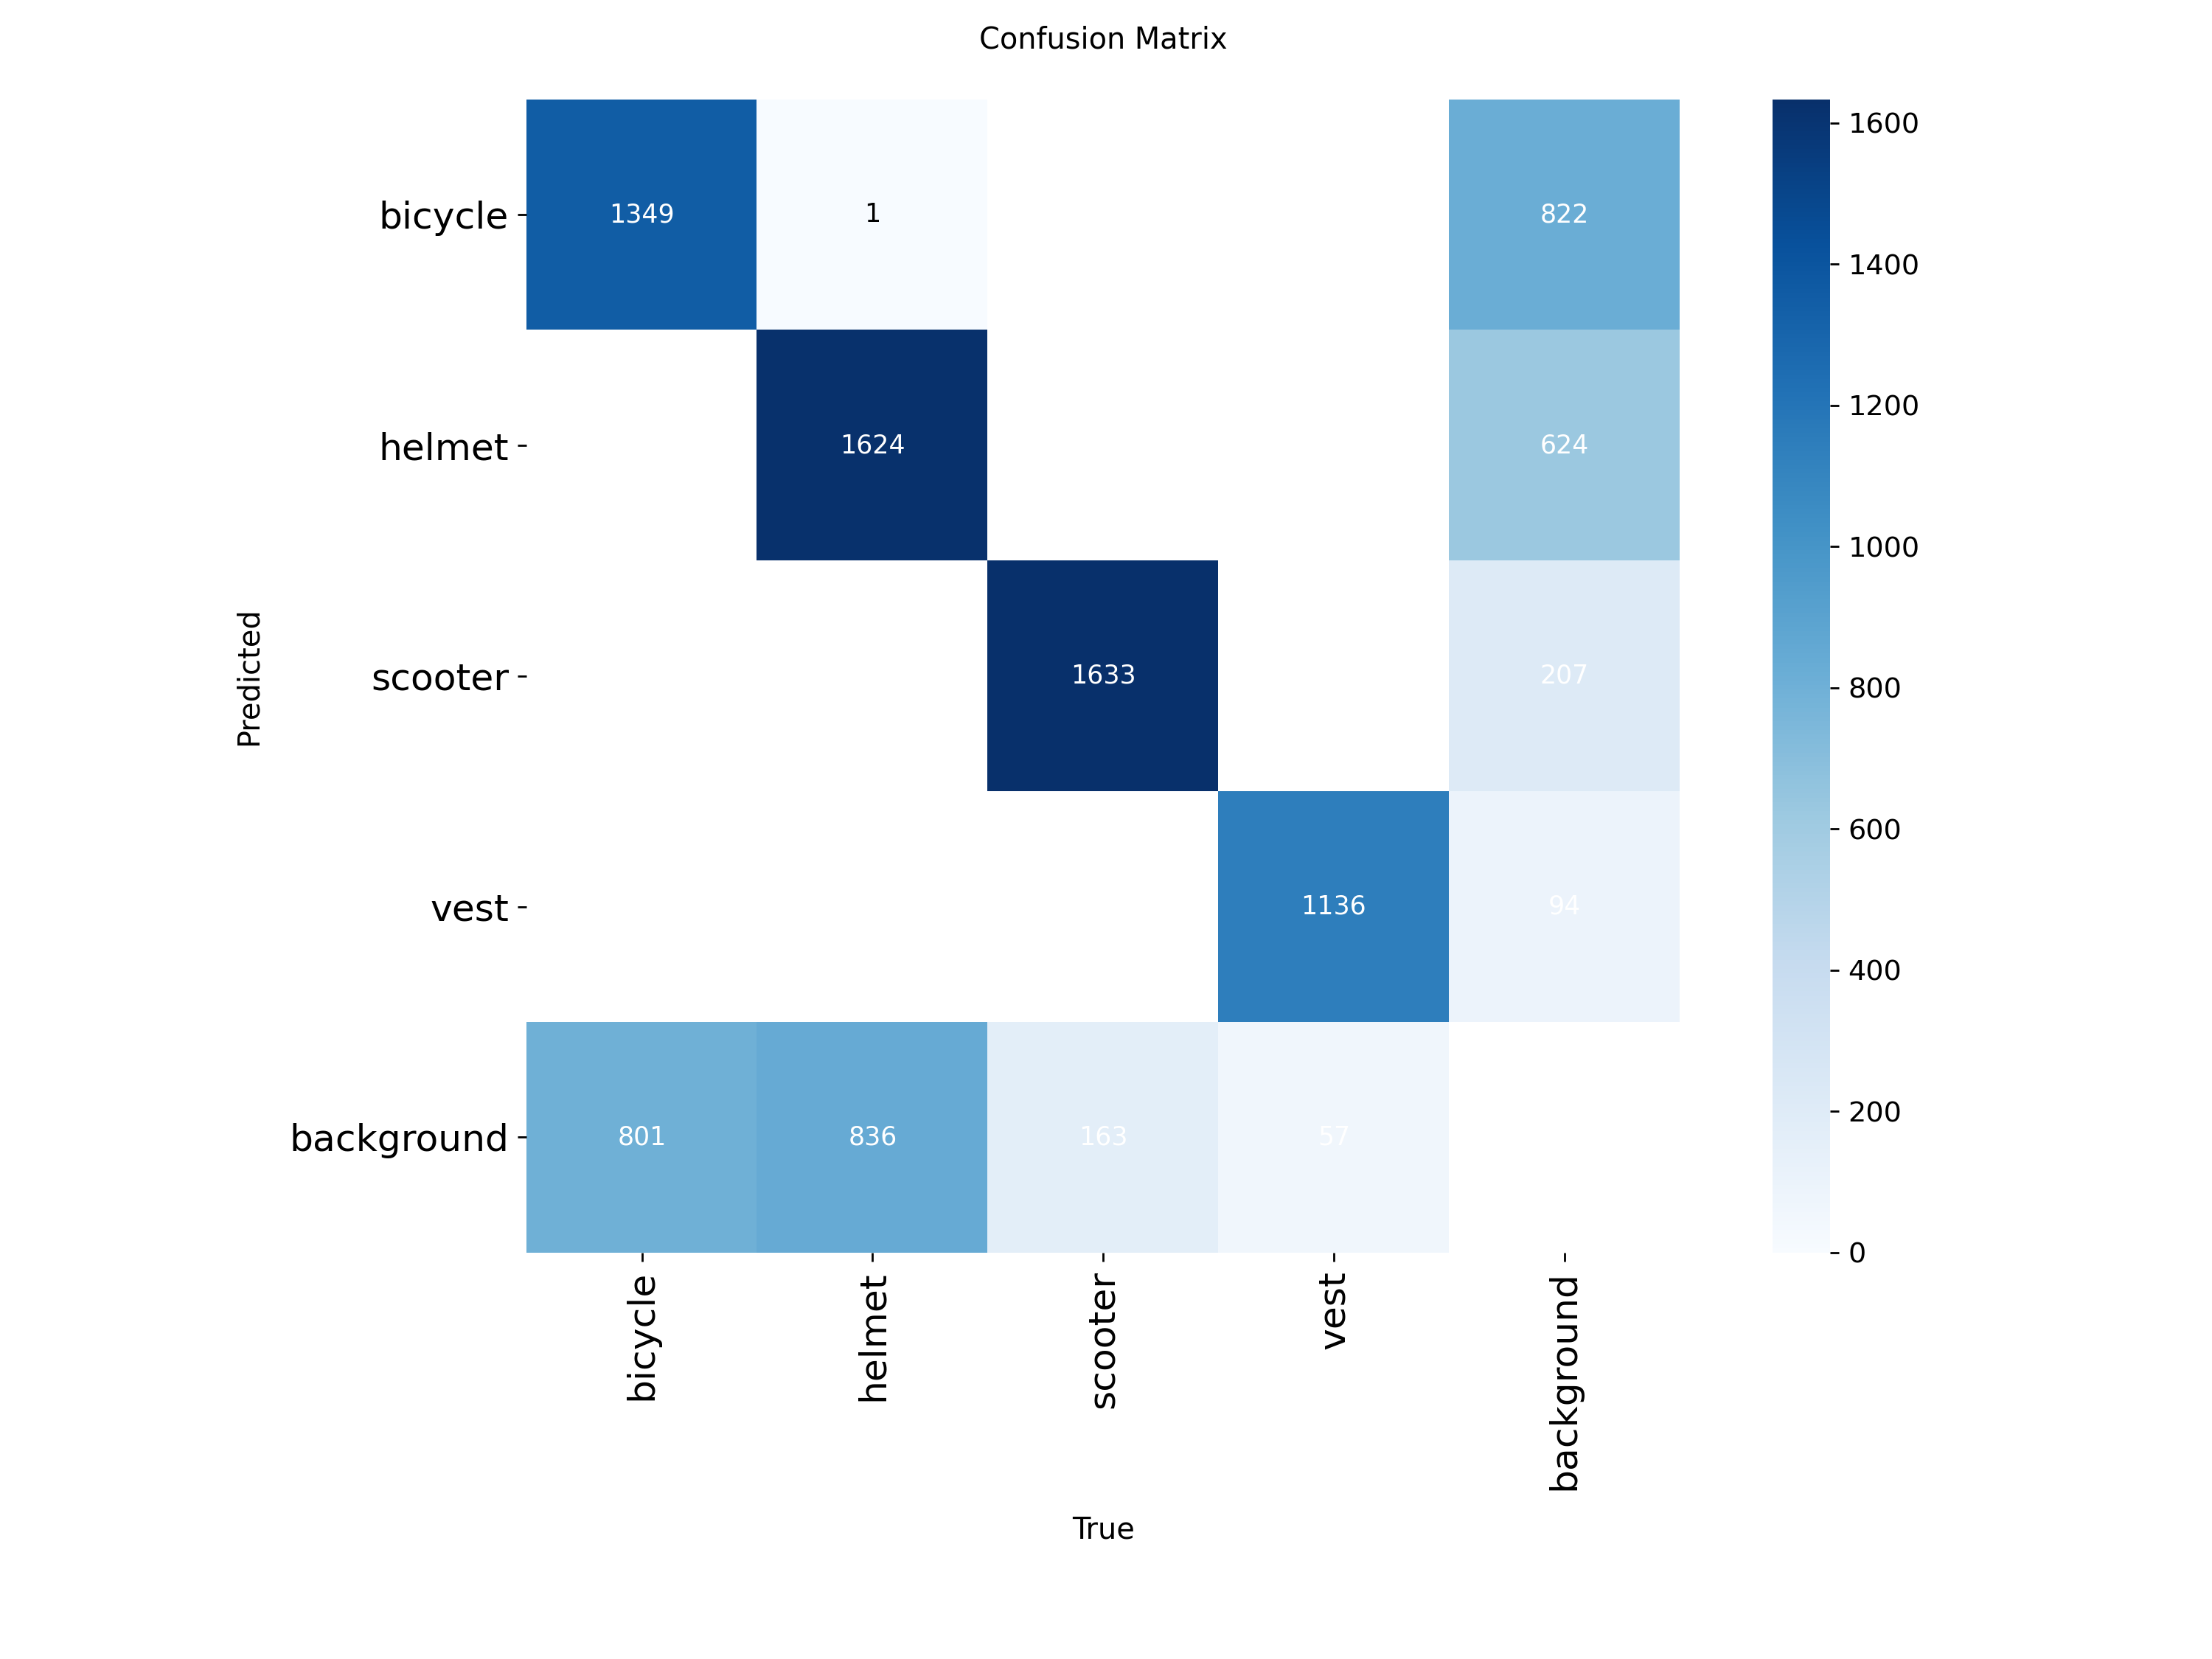 Confusion Matrix
bicycle
1349
1
822
helmet
1624
624
scooter
1633
207
vest
1136
94
background
801
836
163
57
Predicted
bicycle
helmet
scooter
vest
background
True
1600
1400
1200
1000
800
600
400
200
0